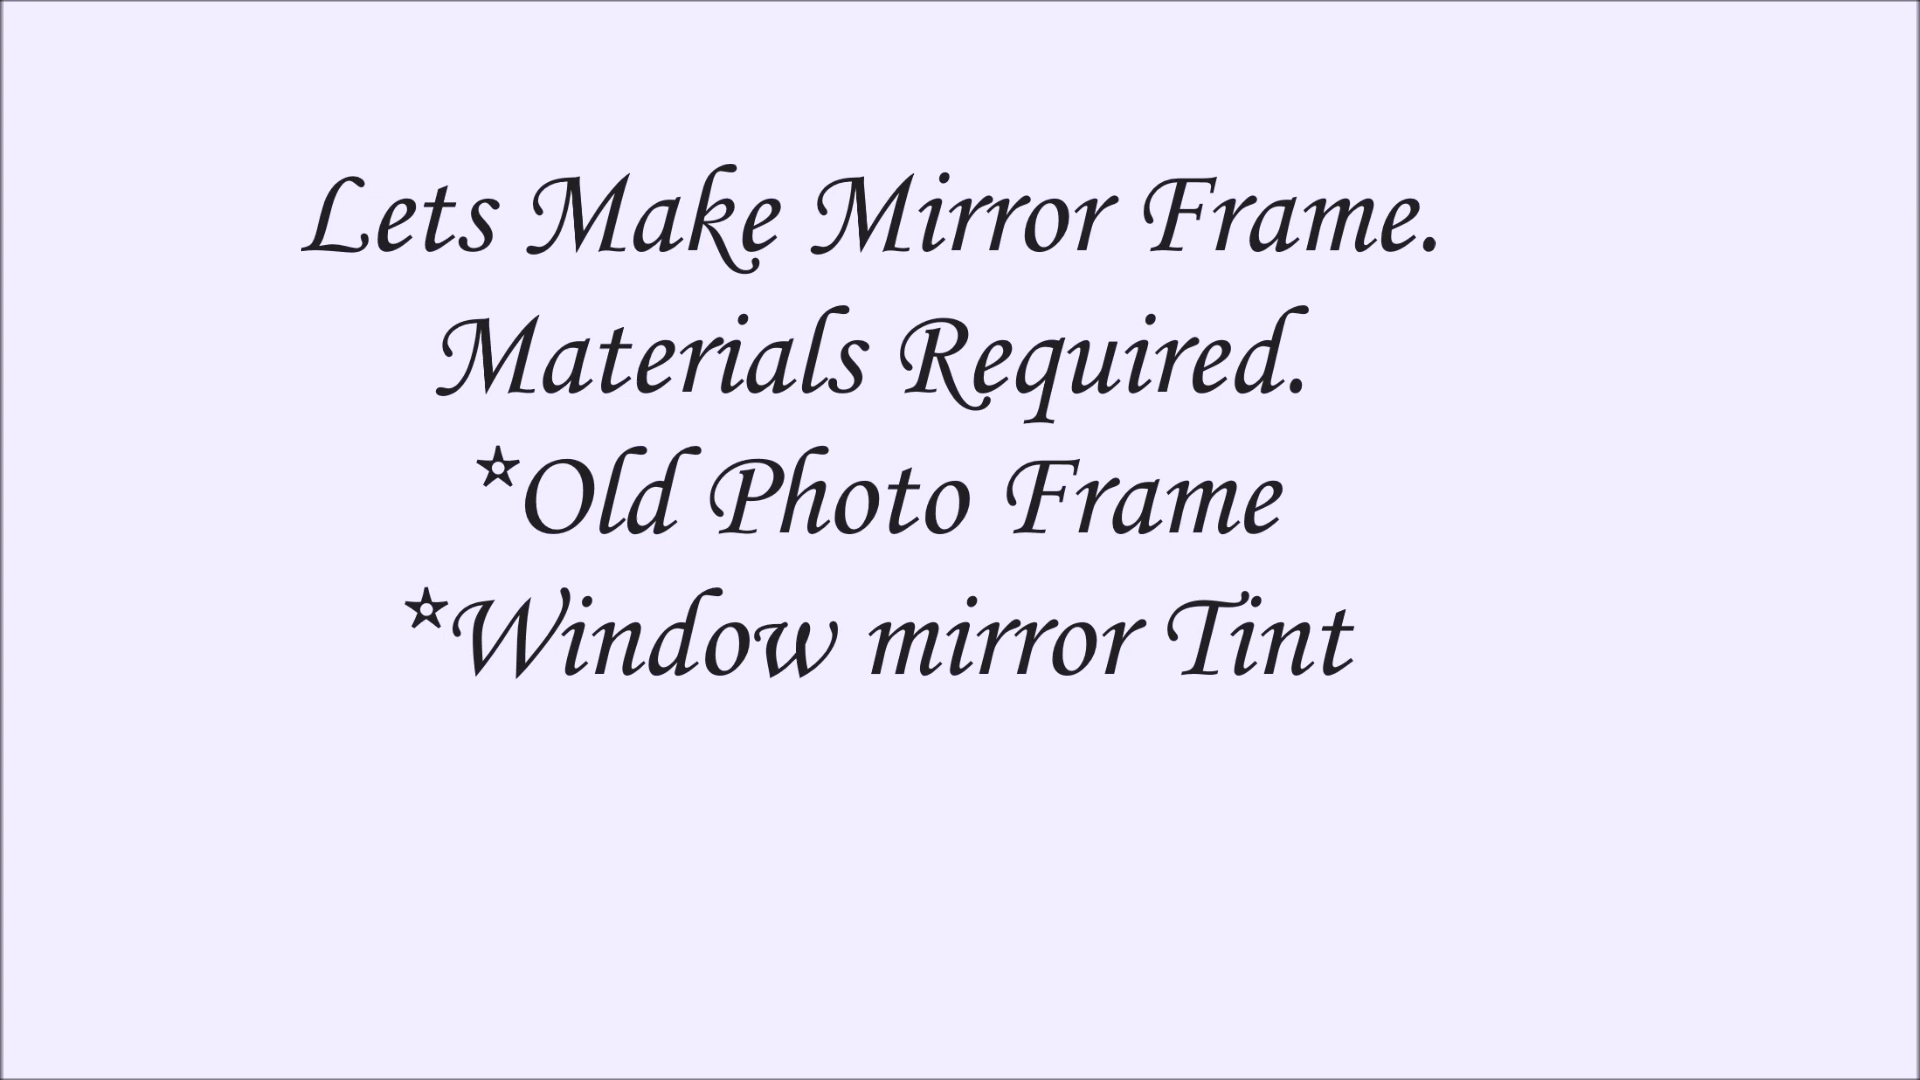 Lets Make Mirror Frame.
Materials Required.
*Old Photo Frame
*Window mirror Tint